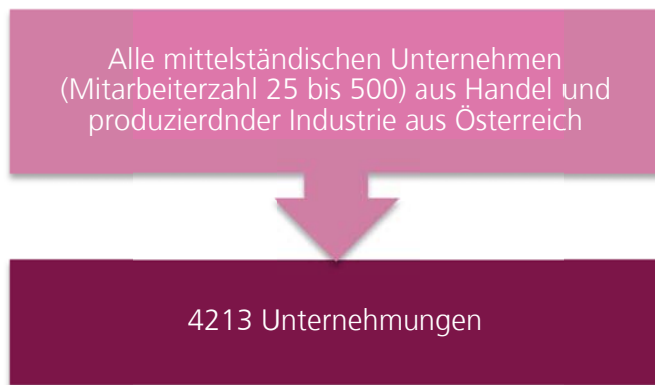 Alle mittelständischen Unternehmen
(Mitarbeiterzahl 25 bis 500) aus Handel und
produzierdnder Industrie aus Österreich
4213 Unternehmungen